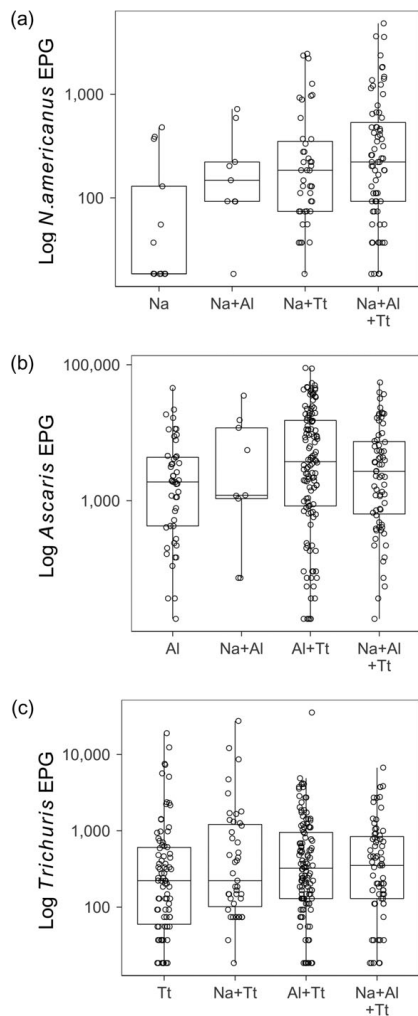 (a)
Log N.americanus EPG
1,000
100
Na
Na+Al
Na+Tt
Na+Al
+Tt
(b)
Log Ascaris EPG
100,000
1,000
Al
Na+Al
Al+Tt
Na+Al
+Tt
(c)
Log Trichuris EPG
10,000
1,000
100
Tt
Na+Tt
Al+Tt
Na+Al
+Tt